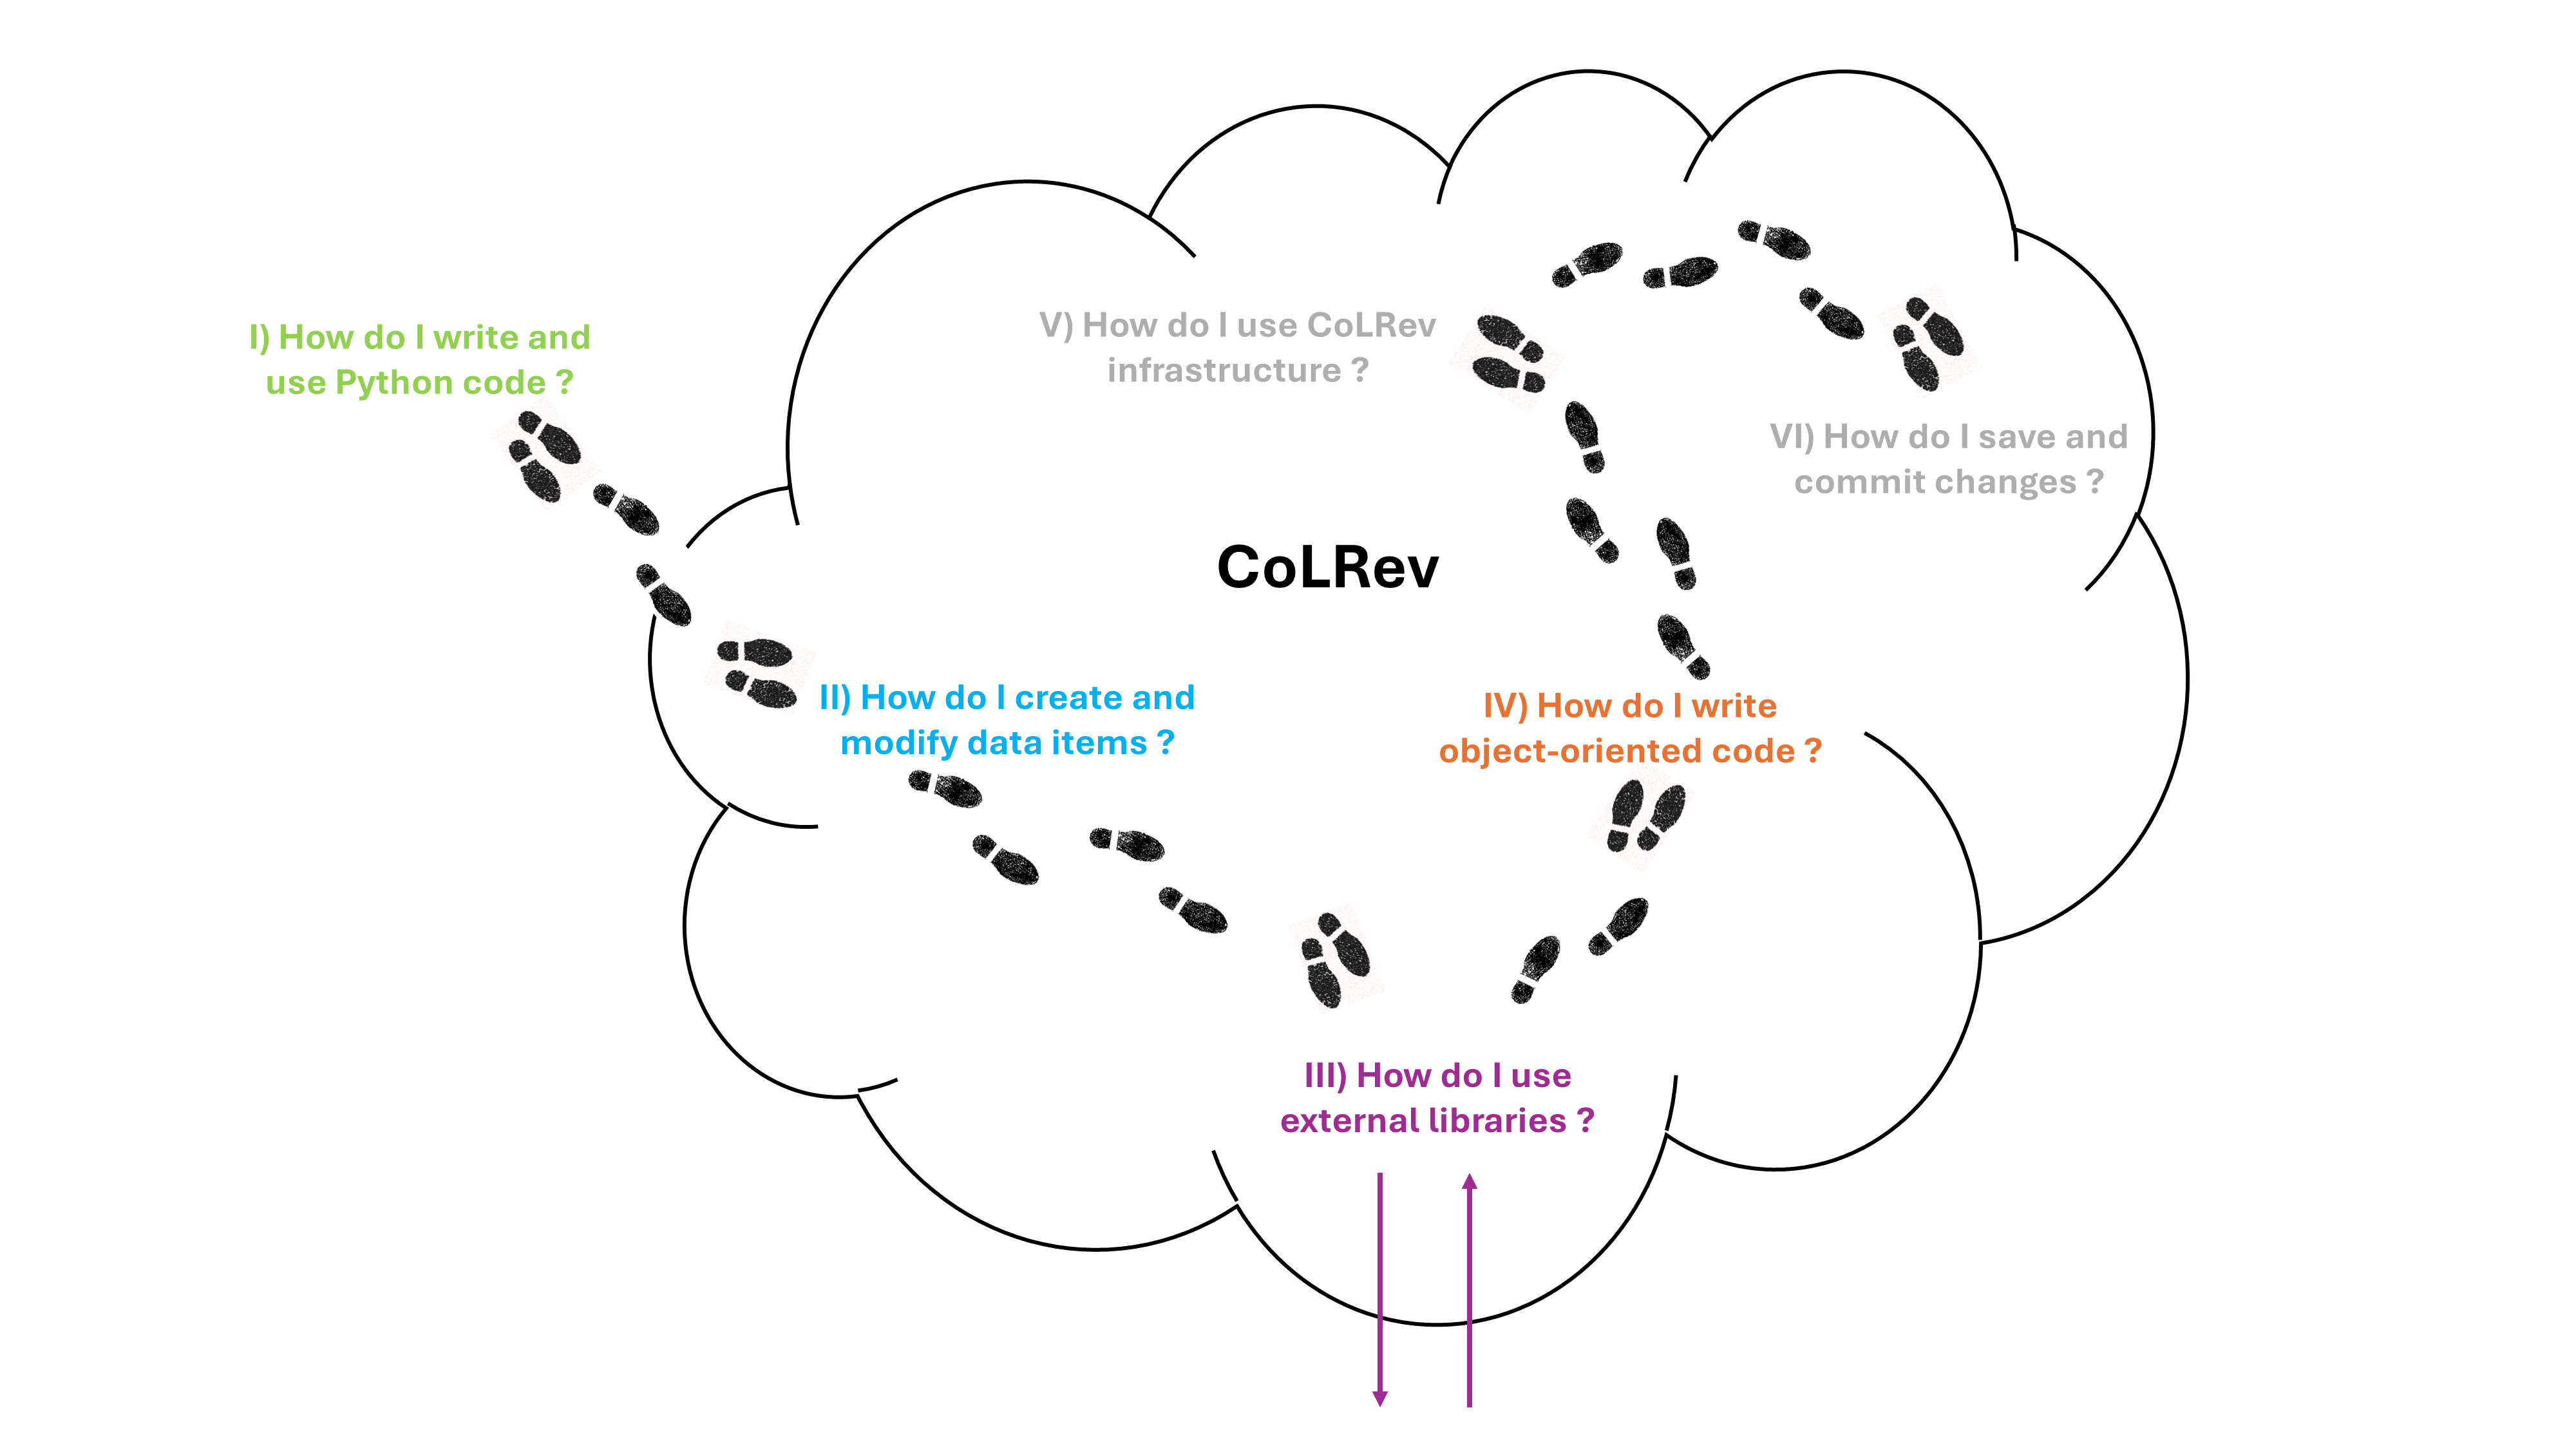 I) How do I write and
use Python code ?
V) How do I use CoLRev
infrastructure ?
VI) How do I save and
commit changes ?
CoLRev
II) How do I create and
modify data items ?
IV) How do I write
object-oriented code ?
III) How do I use
external libraries ?